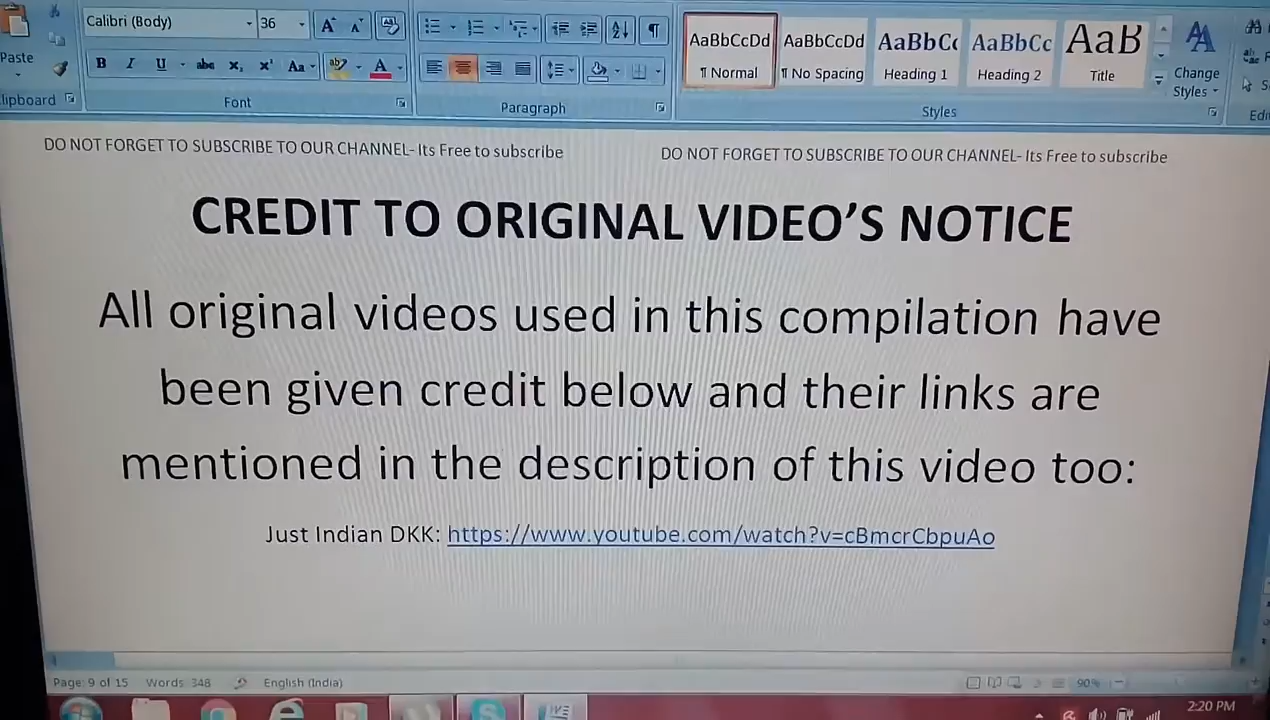 Calibri (Body) 36
Paste
B I U abc Aa
Clipboard Font Paragraph Styles
AaBbCcDd AaBbCcDd AaBbCc AaBbCc AaB
¶ Normal ¶ No Spacing Heading 1 Heading 2 Title
Change Styles
DO NOT FORGET TO SUBSCRIBE TO OUR CHANNEL- Its Free to subscribe DO NOT FORGET TO SUBSCRIBE TO OUR CHANNEL- Its Free to subscribe
CREDIT TO ORIGINAL VIDEO’S NOTICE
All original videos used in this compilation have
been given credit below and their links are
mentioned in the description of this video too:
Just Indian DKK: https://www.youtube.com/watch?v=cBmcrCbpuAo
Page: 9 of 15 Words: 348 English (India) 90%
2:20 PM